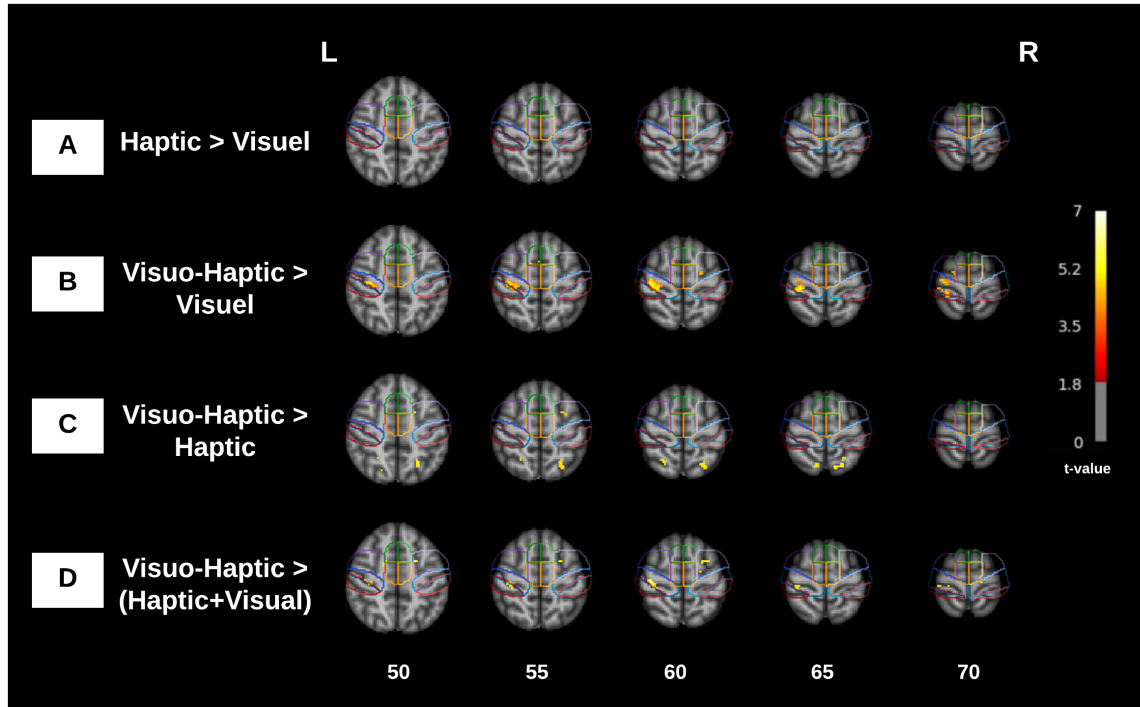 L
R
A
Haptic > Visuel
B
Visuo-Haptic >
Visuel
C
Visuo-Haptic >
Haptic
D
Visuo-Haptic >
(Haptic+Visual)
7
5.2
3.5
1.8
0
t-value
50
55
60
65
70